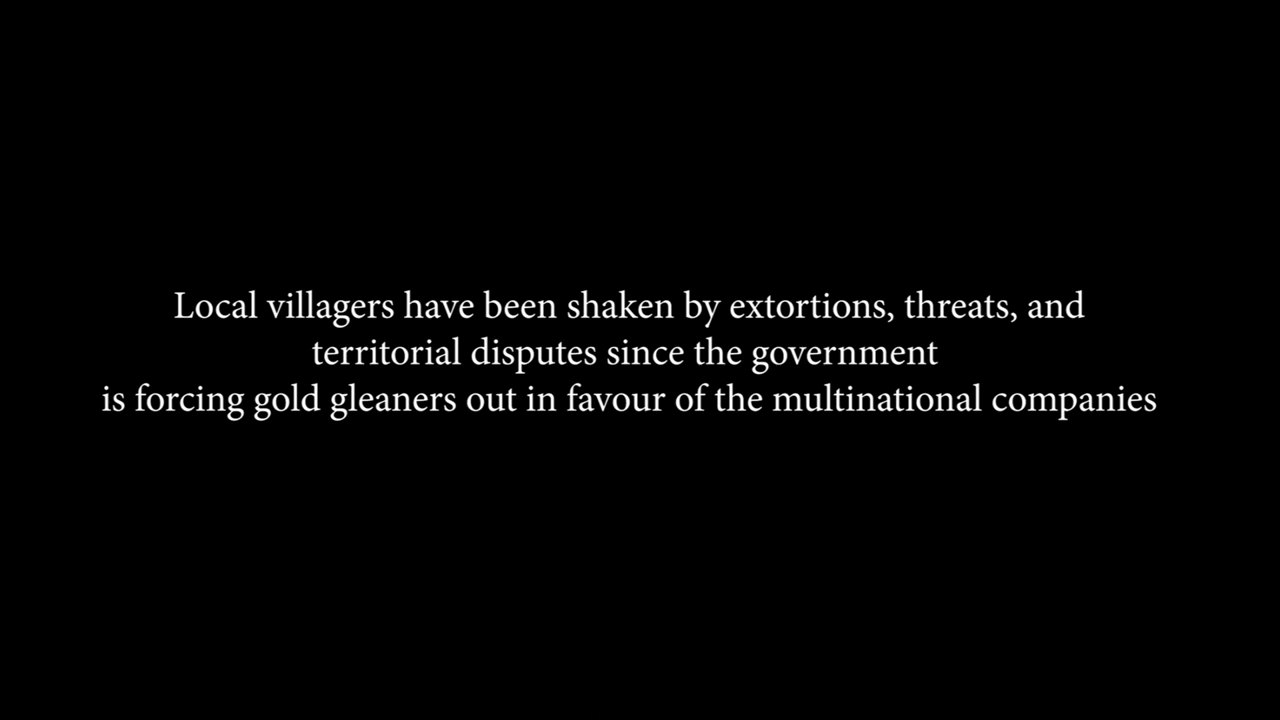 Local villagers have been shaken by extortions, threats, and
territorial disputes since the government
is forcing gold gleaners out in favour of the multinational companies